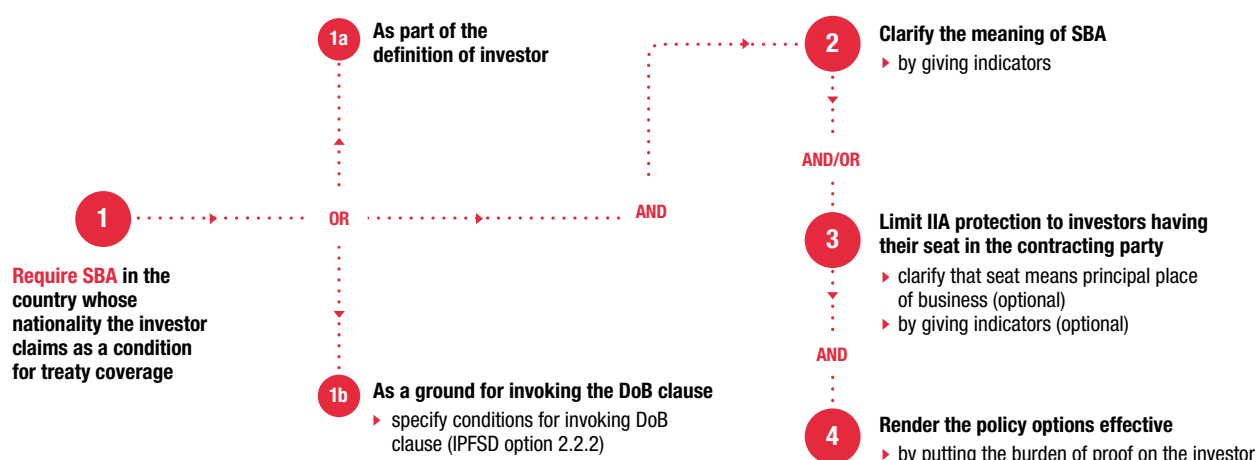 1
Require SBA in the
country whose
nationality the investor
claims as a condition
for treaty coverage
OR
1a
As part of the
definition of investor
1b
As a ground for invoking the DoB clause
specify conditions for invoking DoB
clause (IPFSD option 2.2.2)
AND
2
Clarify the meaning of SBA
by giving indicators
AND/OR
3
Limit IIA protection to investors having
their seat in the contracting party
clarify that seat means principal place
of business (optional)
by giving indicators (optional)
AND
4
Render the policy options effective
by putting the burden of proof on the investor